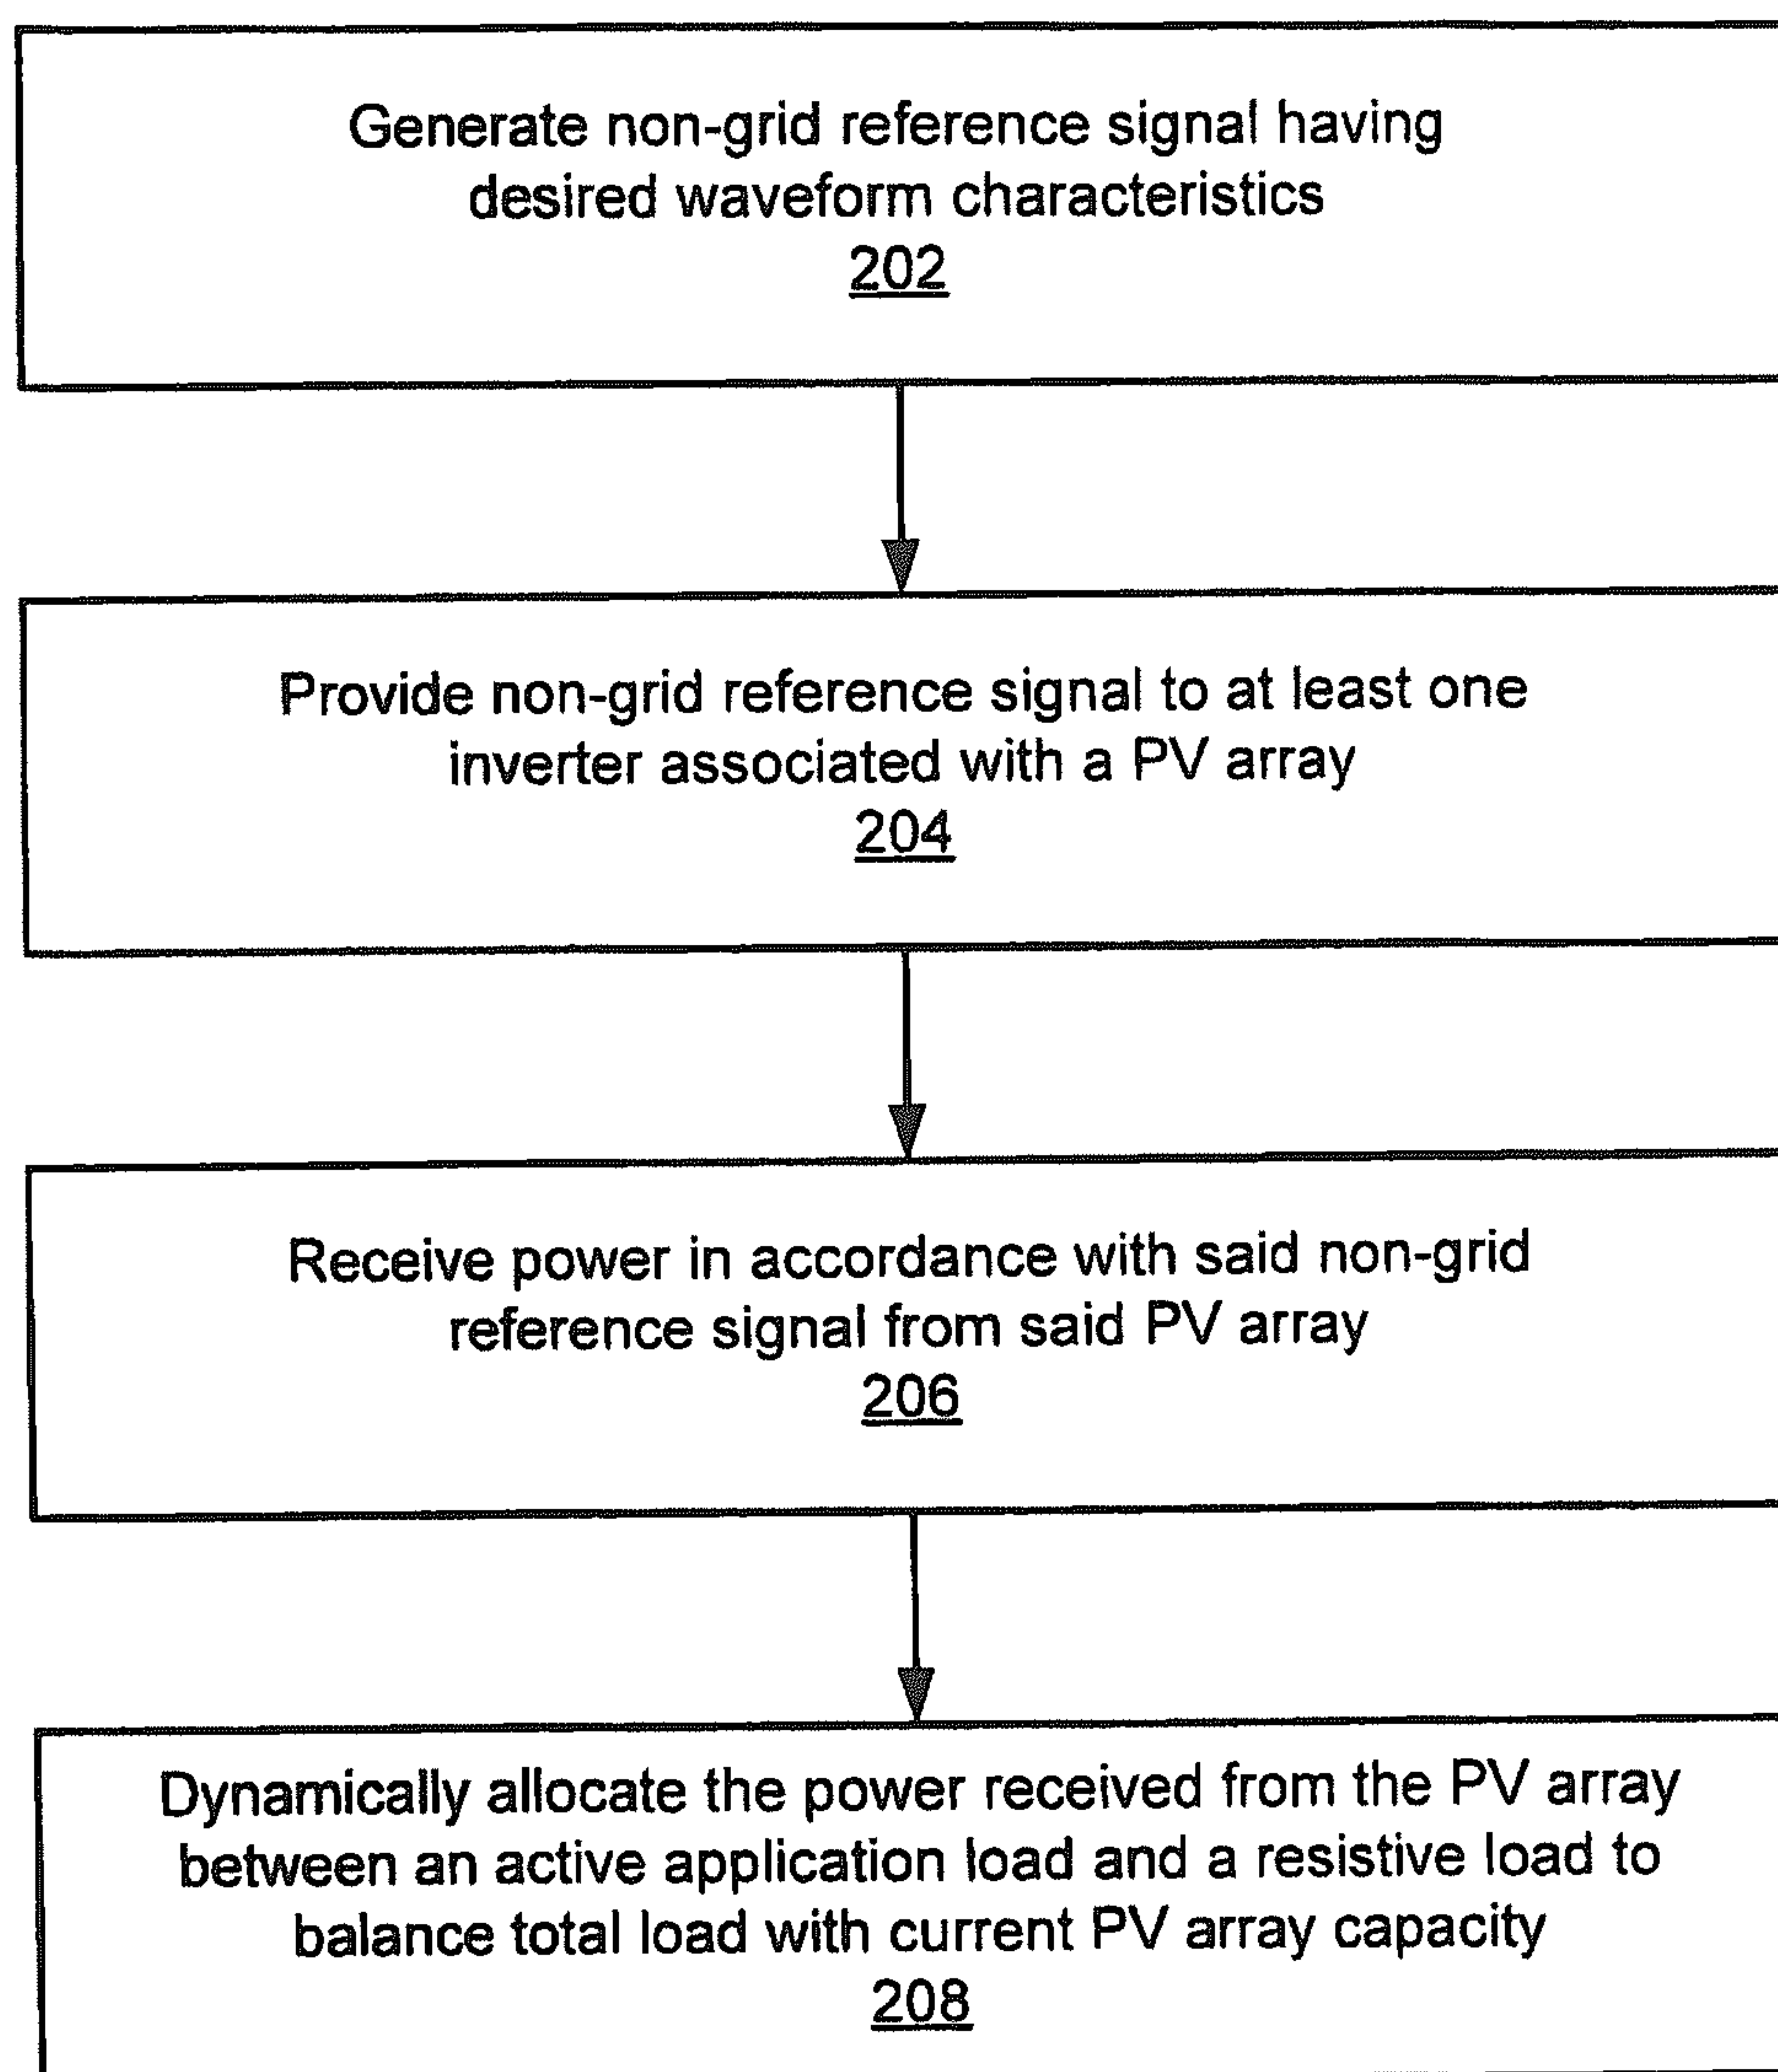 Generate non-grid reference signal having
desired waveform characteristics
202
Provide non-grid reference signal to at least one
inverter associated with a PV array
204
Receive power in accordance with said non-grid
reference signal from said PV array
206
Dynamically allocate the power received from the PV array
between an active application load and a resistive load to
balance total load with current PV array capacity
208